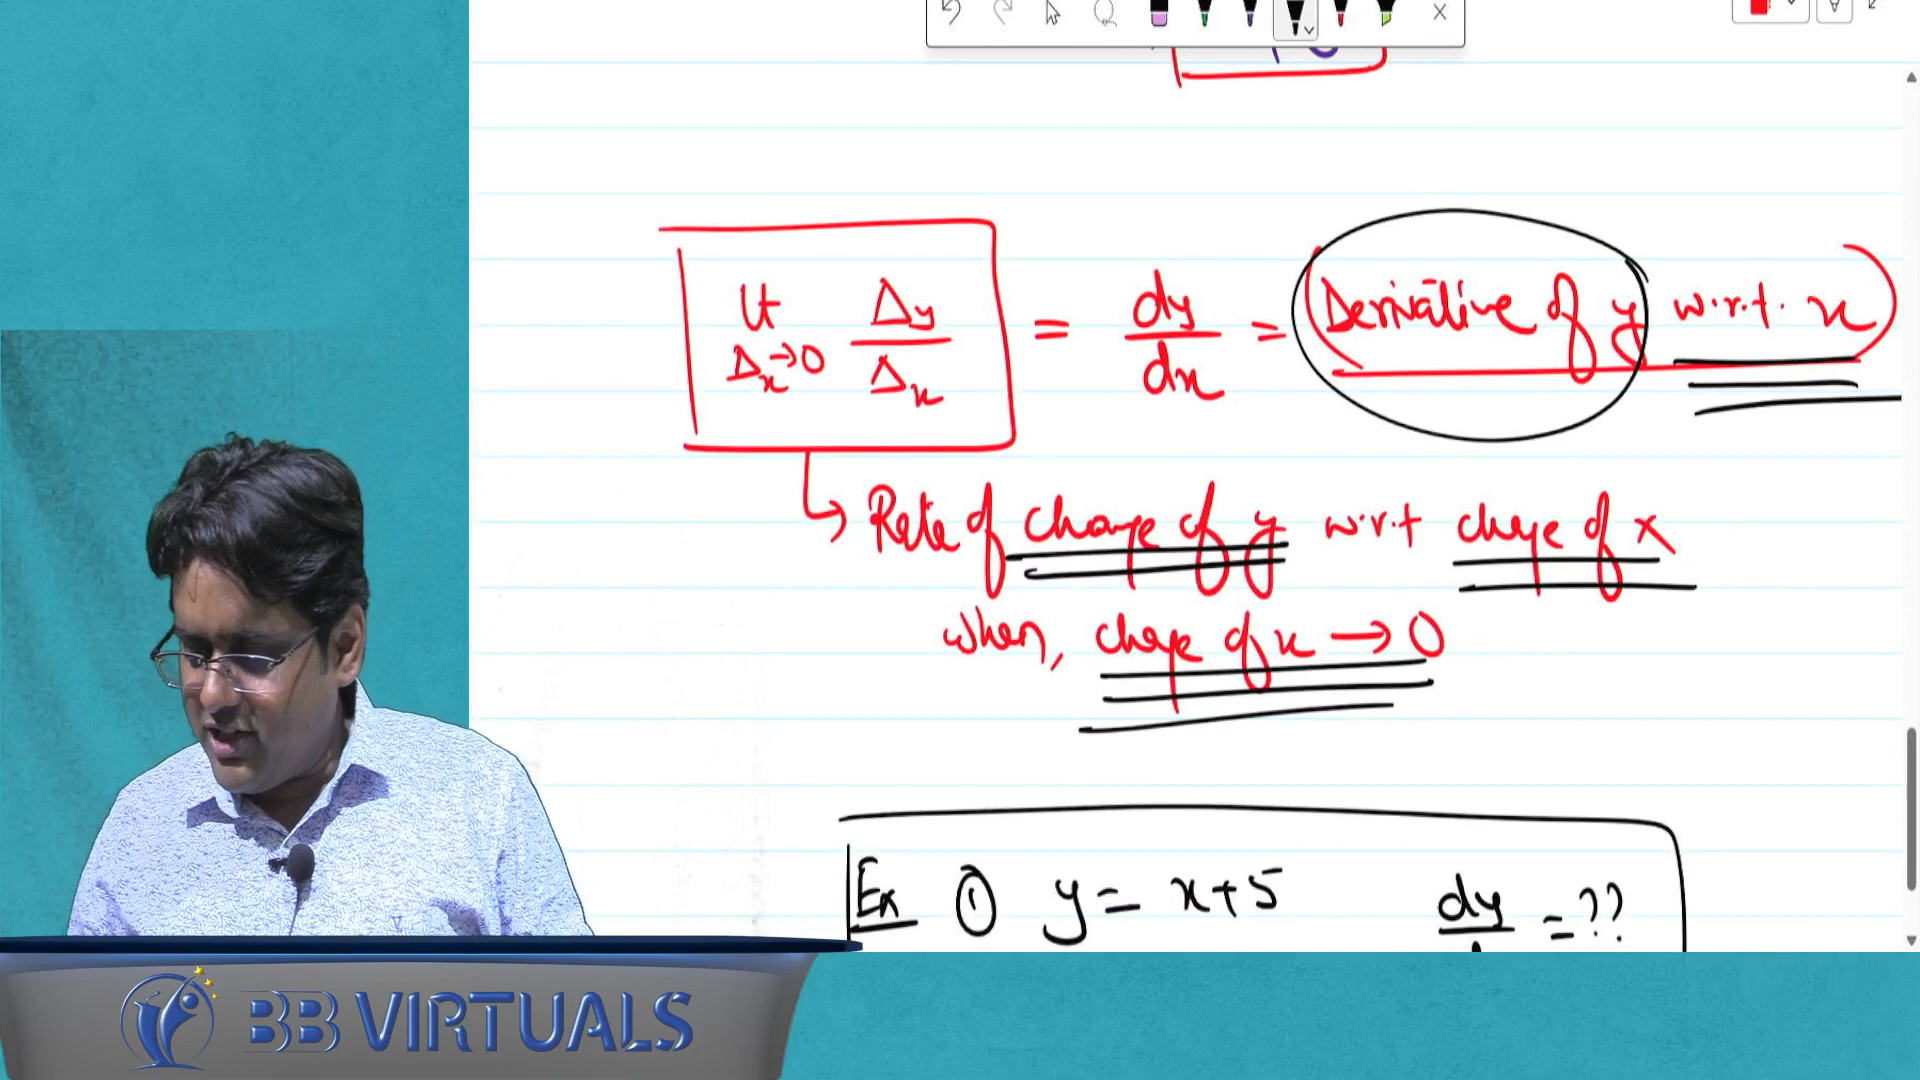 lt Δx→0 Δy/Δx = dy/dx = (Derivative of y w.r.t. x)
↳ Rate of change of y w.r.t change of x
when, change of x → 0
Ex ① y = x+5 dy = ??
BB VIRTUALS